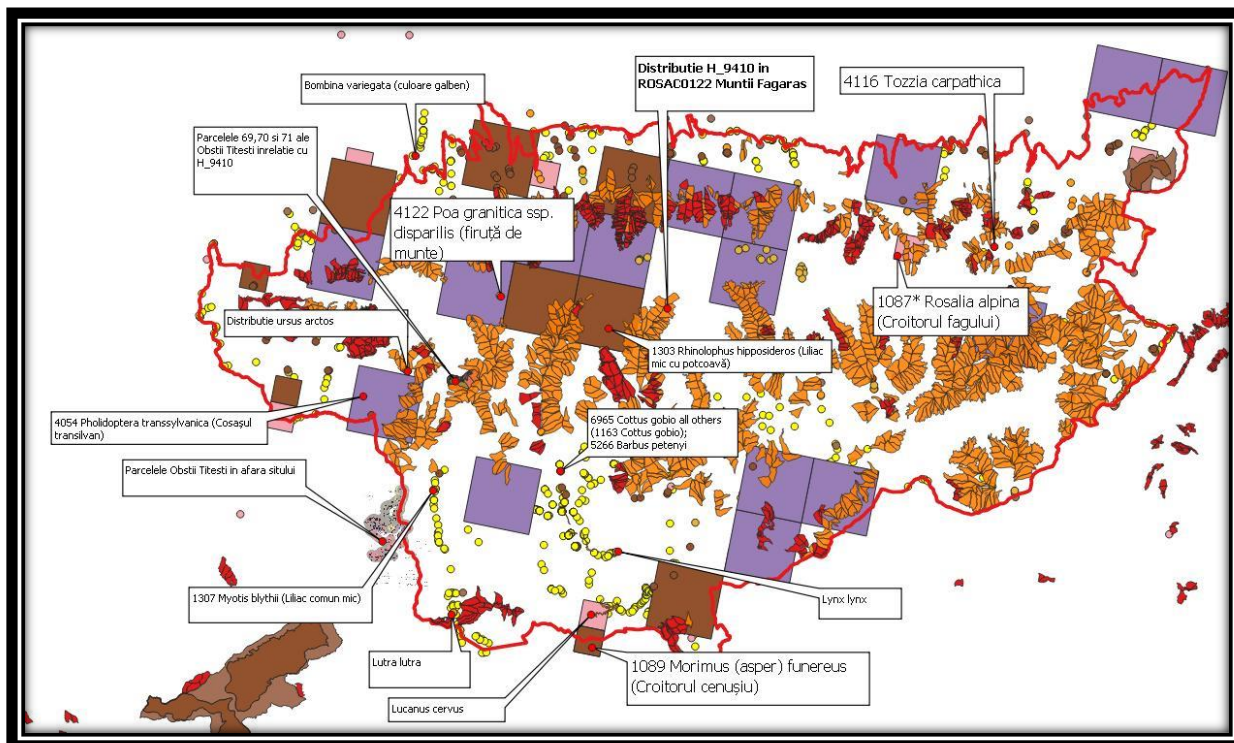 Bombina variegata (culoare galben)
Distributie H_9410 in
ROSAC0122 Muntii Fagaras
4116 Tozzia carpathica
Parcelele 69,70 si 71 ale
Obstii Titesti inrelatie cu
H_9410
4122 Poa granitica ssp.
disparilis (firuță de
munte)
1087* Rosalia alpina
(Croitorul fagului)
Distributie ursus arctos
1303 Rhinolophus hipposideros (Liliac
mic cu potcoavă)
4054 Pholidoptera transsylvanica (Cosașul
transilvan)
6965 Cottus gobio all others
(1163 Cottus gobio);
5266 Barbus petenyi
Parcelele Obstii Titesti in afara sitului
1307 Myotis blythii (Liliac comun mic)
Lynx lynx
Lutra lutra
1089 Morimus (asper) funereus
(Croitorul cenușiu)
Lucanus cervus